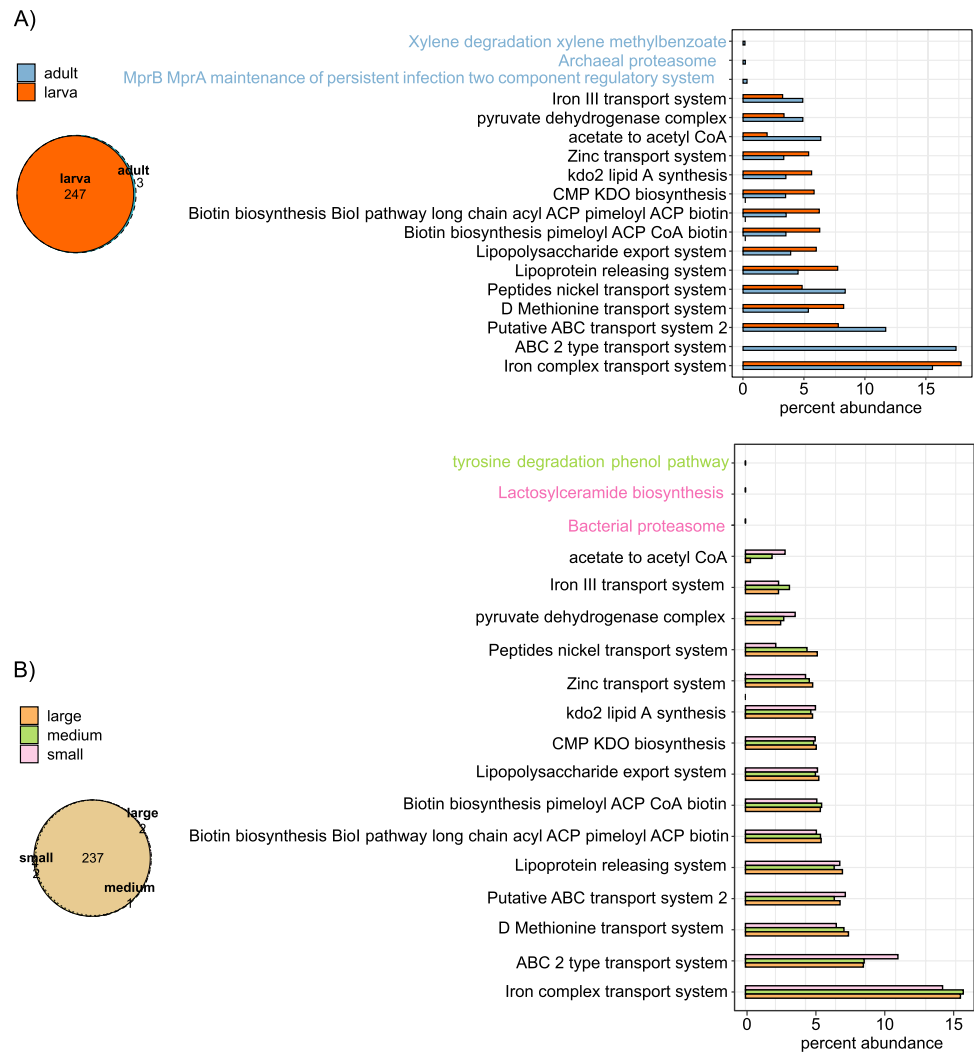 A)
adult
larva
larva
247
adult
3
Xylene degradation xylene methylbenzoate
Archaeal proteasome
MprB MprA maintenance of persistent infection two component regulatory system
Iron III transport system
pyruvate dehydrogenase complex
acetate to acetyl CoA
Zinc transport system
kdo2 lipid A synthesis
CMP KDO biosynthesis
Biotin biosynthesis BioI pathway long chain acyl ACP pimeloyl ACP biotin
Biotin biosynthesis pimeloyl ACP CoA biotin
Lipopolysaccharide export system
Lipoprotein releasing system
Peptides nickel transport system
D Methionine transport system
Putative ABC transport system 2
ABC 2 type transport system
Iron complex transport system
0 5 10 15
percent abundance
B)
large
medium
small
large
2
small
2
237
medium
1
tyrosine degradation phenol pathway
Lactosylceramide biosynthesis
Bacterial proteasome
acetate to acetyl CoA
Iron III transport system
pyruvate dehydrogenase complex
Peptides nickel transport system
Zinc transport system
kdo2 lipid A synthesis
CMP KDO biosynthesis
Lipopolysaccharide export system
Biotin biosynthesis pimeloyl ACP CoA biotin
Biotin biosynthesis BioI pathway long chain acyl ACP pimeloyl ACP biotin
Lipoprotein releasing system
Putative ABC transport system 2
D Methionine transport system
ABC 2 type transport system
Iron complex transport system
0 5 10 15
percent abundance